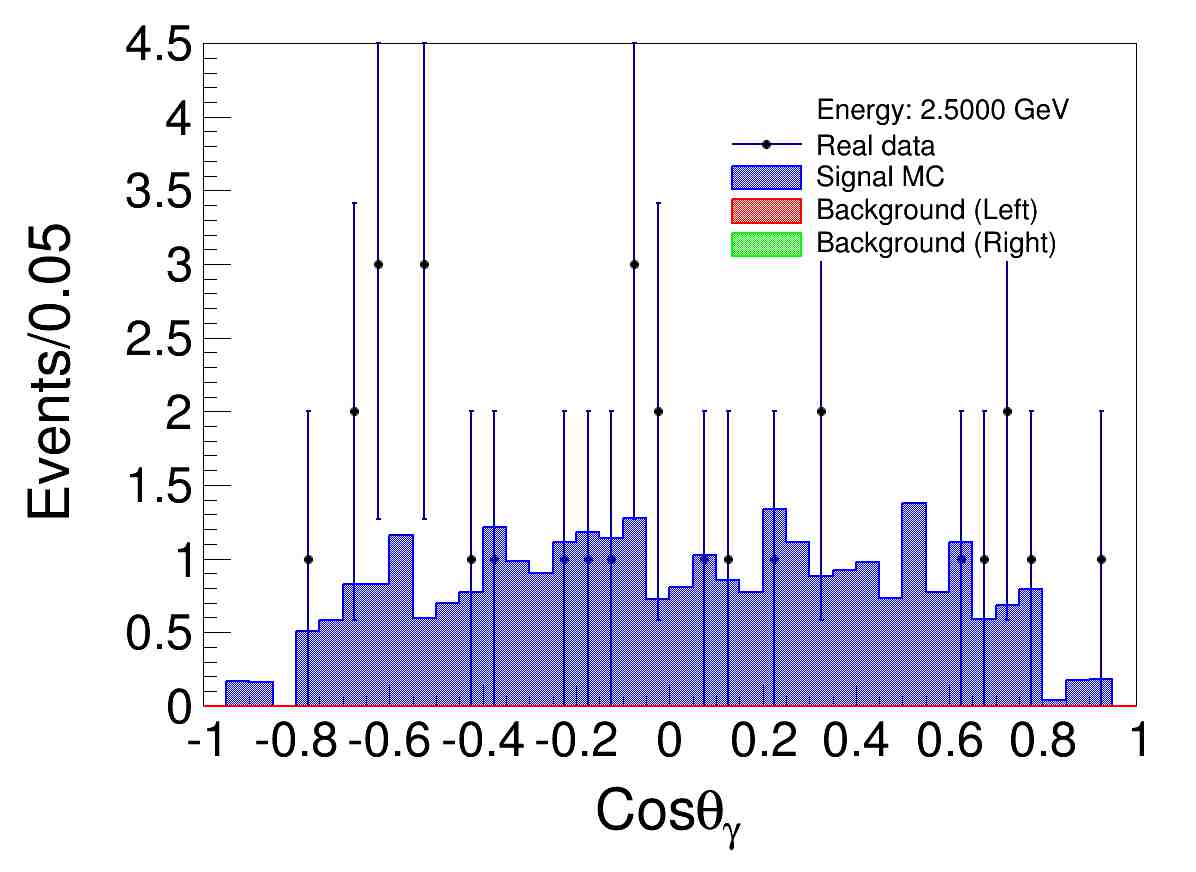 4.5
4
3.5
3
2.5
2
1.5
1
0.5
0
Events/0.05
Energy: 2.5000 GeV
Real data
Signal MC
Background (Left)
Background (Right)
-1 -0.8 -0.6 -0.4 -0.2 0 0.2 0.4 0.6 0.8 1
Cosθγ